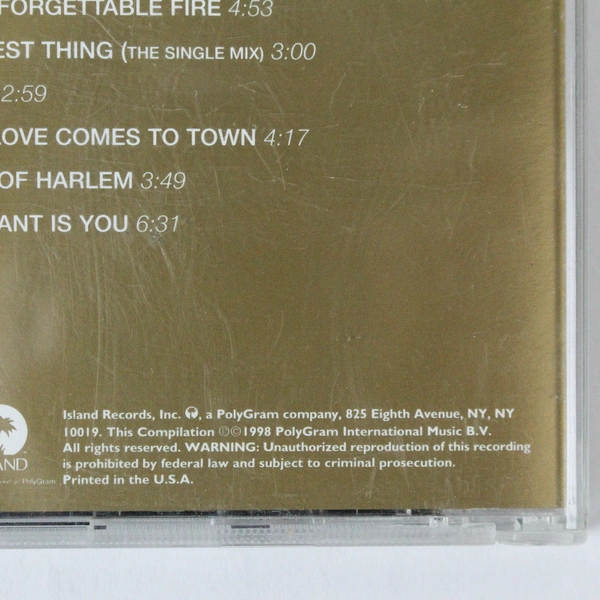 FORGETTABLE FIRE 4:53
EST THING (THE SINGLE MIX) 3:00
2:59
LOVE COMES TO TOWN 4:17
OF HARLEM 3:49
ANT IS YOU 6:31
Island Records, Inc. , a PolyGram company, 825 Eighth Avenue, NY, NY
10019. This Compilation ℗©1998 PolyGram International Music B.V.
All rights reserved. WARNING: Unauthorized reproduction of this recording
is prohibited by federal law and subject to criminal prosecution.
Printed in the U.S.A.
AND
PolyGram